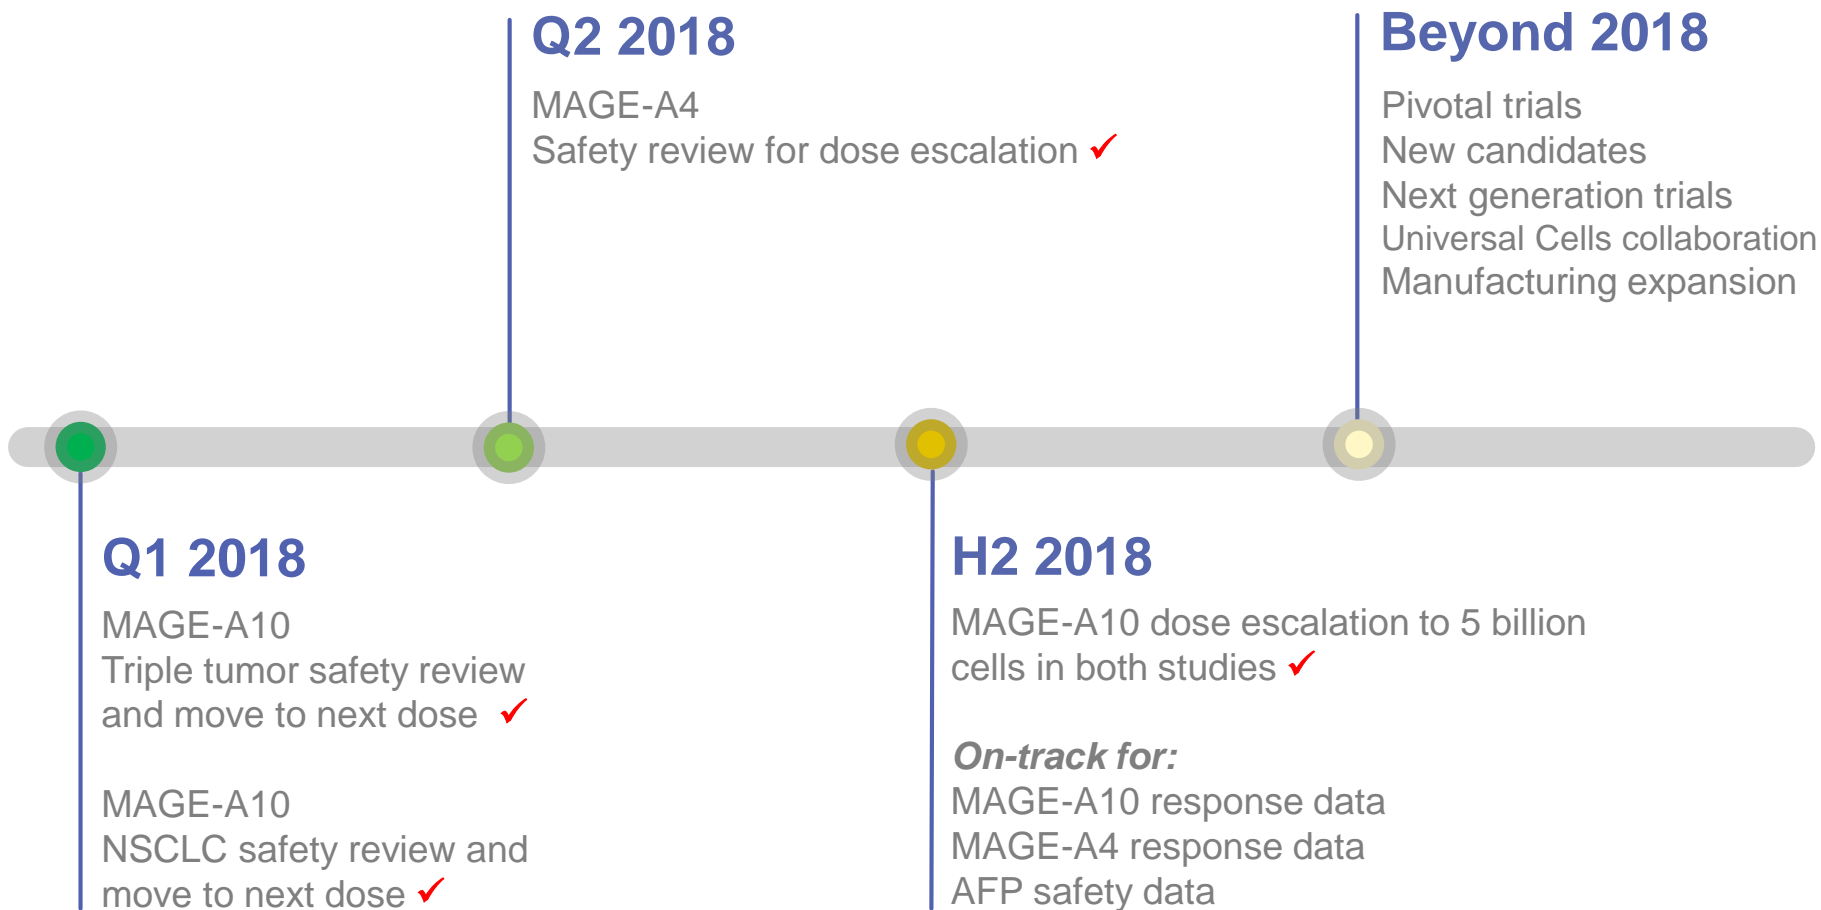 Q1 2018
MAGE-A10
Triple tumor safety review
and move to next dose ✓
MAGE-A10
NSCLC safety review and
move to next dose ✓
Q2 2018
MAGE-A4
Safety review for dose escalation ✓
H2 2018
MAGE-A10 dose escalation to 5 billion
cells in both studies ✓
On-track for:
MAGE-A10 response data
MAGE-A4 response data
AFP safety data
Beyond 2018
Pivotal trials
New candidates
Next generation trials
Universal Cells collaboration
Manufacturing expansion